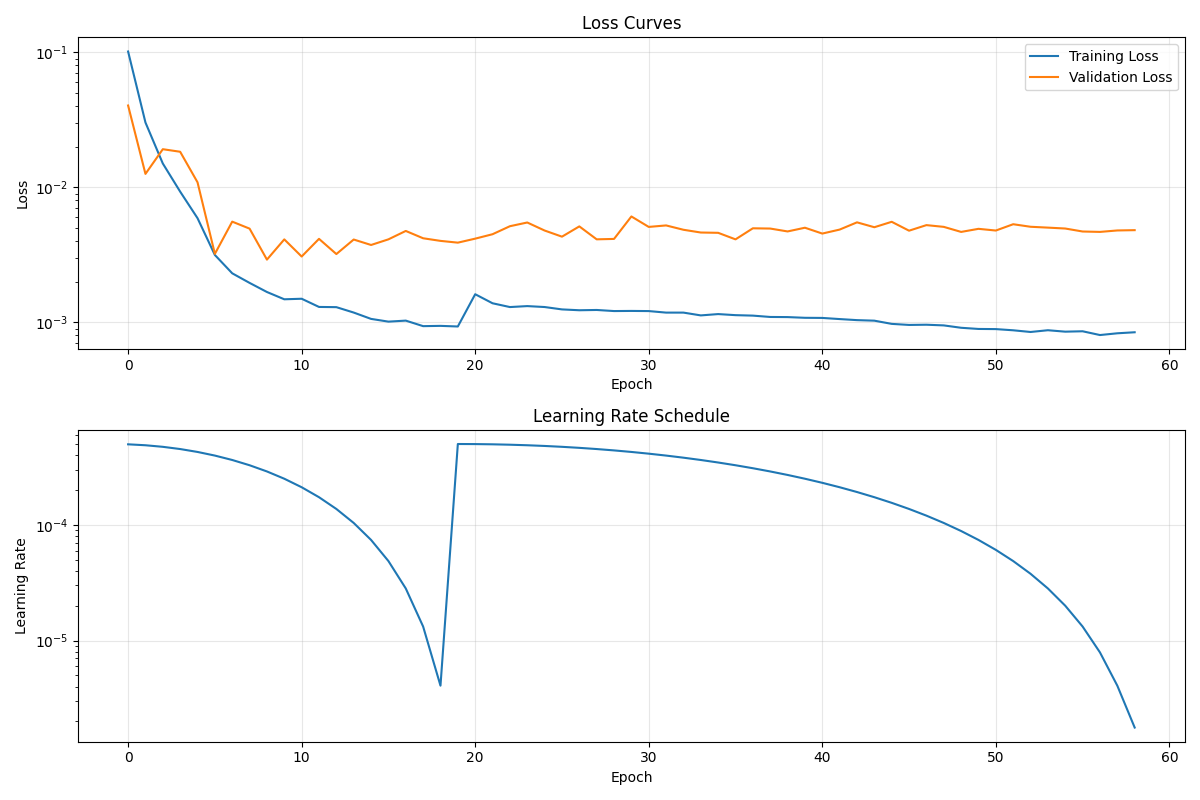 Loss Curves
10⁻¹
10⁻²
10⁻³
Loss
Training Loss
Validation Loss
0 10 20 30 40 50 60
Epoch
Learning Rate Schedule
10⁻⁴
10⁻⁵
Learning Rate
0 10 20 30 40 50 60
Epoch